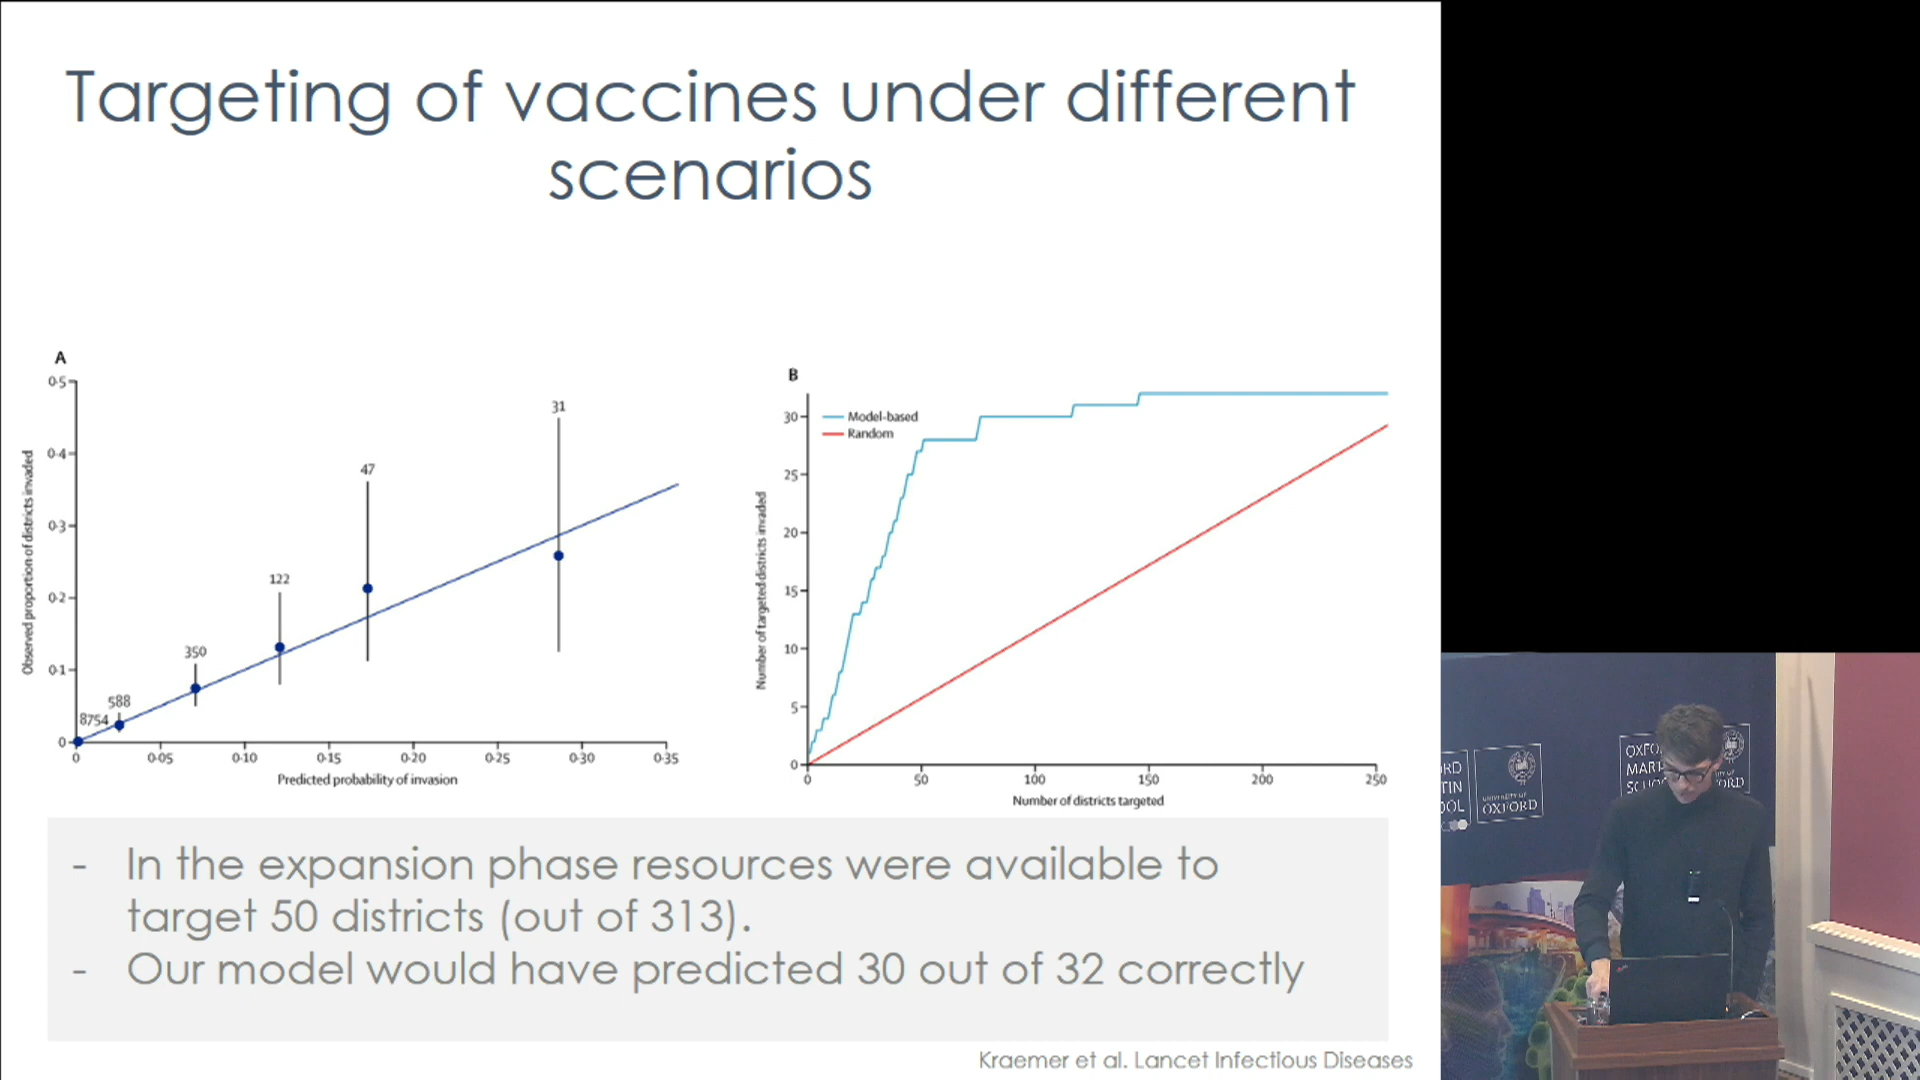 Targeting of vaccines under different
scenarios
A
0·5
0·4
0·3
0·2
0·1
0
Observed proportion of districts invaded
8754
588
350
122
47
31
0
0·05
0·10
0·15
0·20
0·25
0·30
0·35
Predicted probability of invasion
B
30
25
20
15
10
5
0
Number of targeted districts invaded
Model-based
Random
0
50
100
150
200
250
Number of districts targeted
- In the expansion phase resources were available to
target 50 districts (out of 313).
- Our model would have predicted 30 out of 32 correctly
Kraemer et al. Lancet Infectious Diseases
UNIVERSITY OF
OXFORD